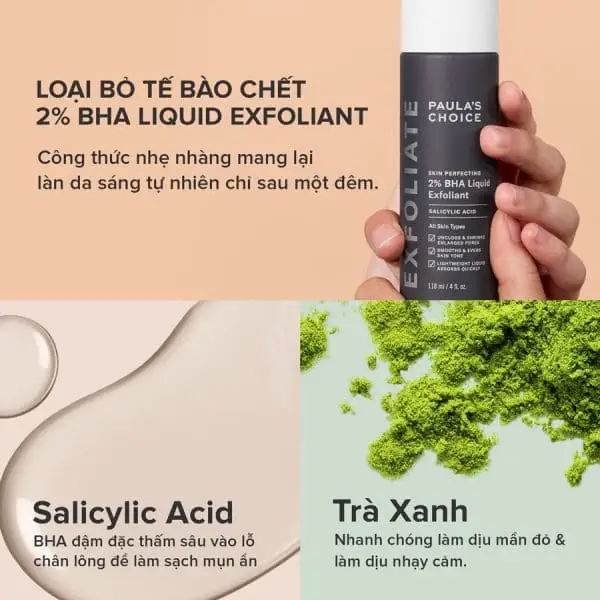 LOẠI BỎ TẾ BÀO CHẾT
2% BHA LIQUID EXFOLIANT
Công thức nhẹ nhàng mang lại
làn da sáng tự nhiên chỉ sau một đêm.
EXFOLIATE
PAULA'S
CHOICE
SKIN PERFECTING
2% BHA Liquid
Exfoliant
SALICYLIC ACID
All Skin Types
UNCLOGS & SHRINKS
ENLARGED PORES
SMOOTHS & EVENS
SKIN TONE
LIGHTWEIGHT LIQUID
ABSORBS QUICKLY
118 ml / 4 fl. oz.
Salicylic Acid
BHA đậm đặc thấm sâu vào lỗ
chân lông để làm sạch mụn ẩn
Trà Xanh
Nhanh chóng làm dịu mẩn đỏ &
làm dịu nhạy cảm.